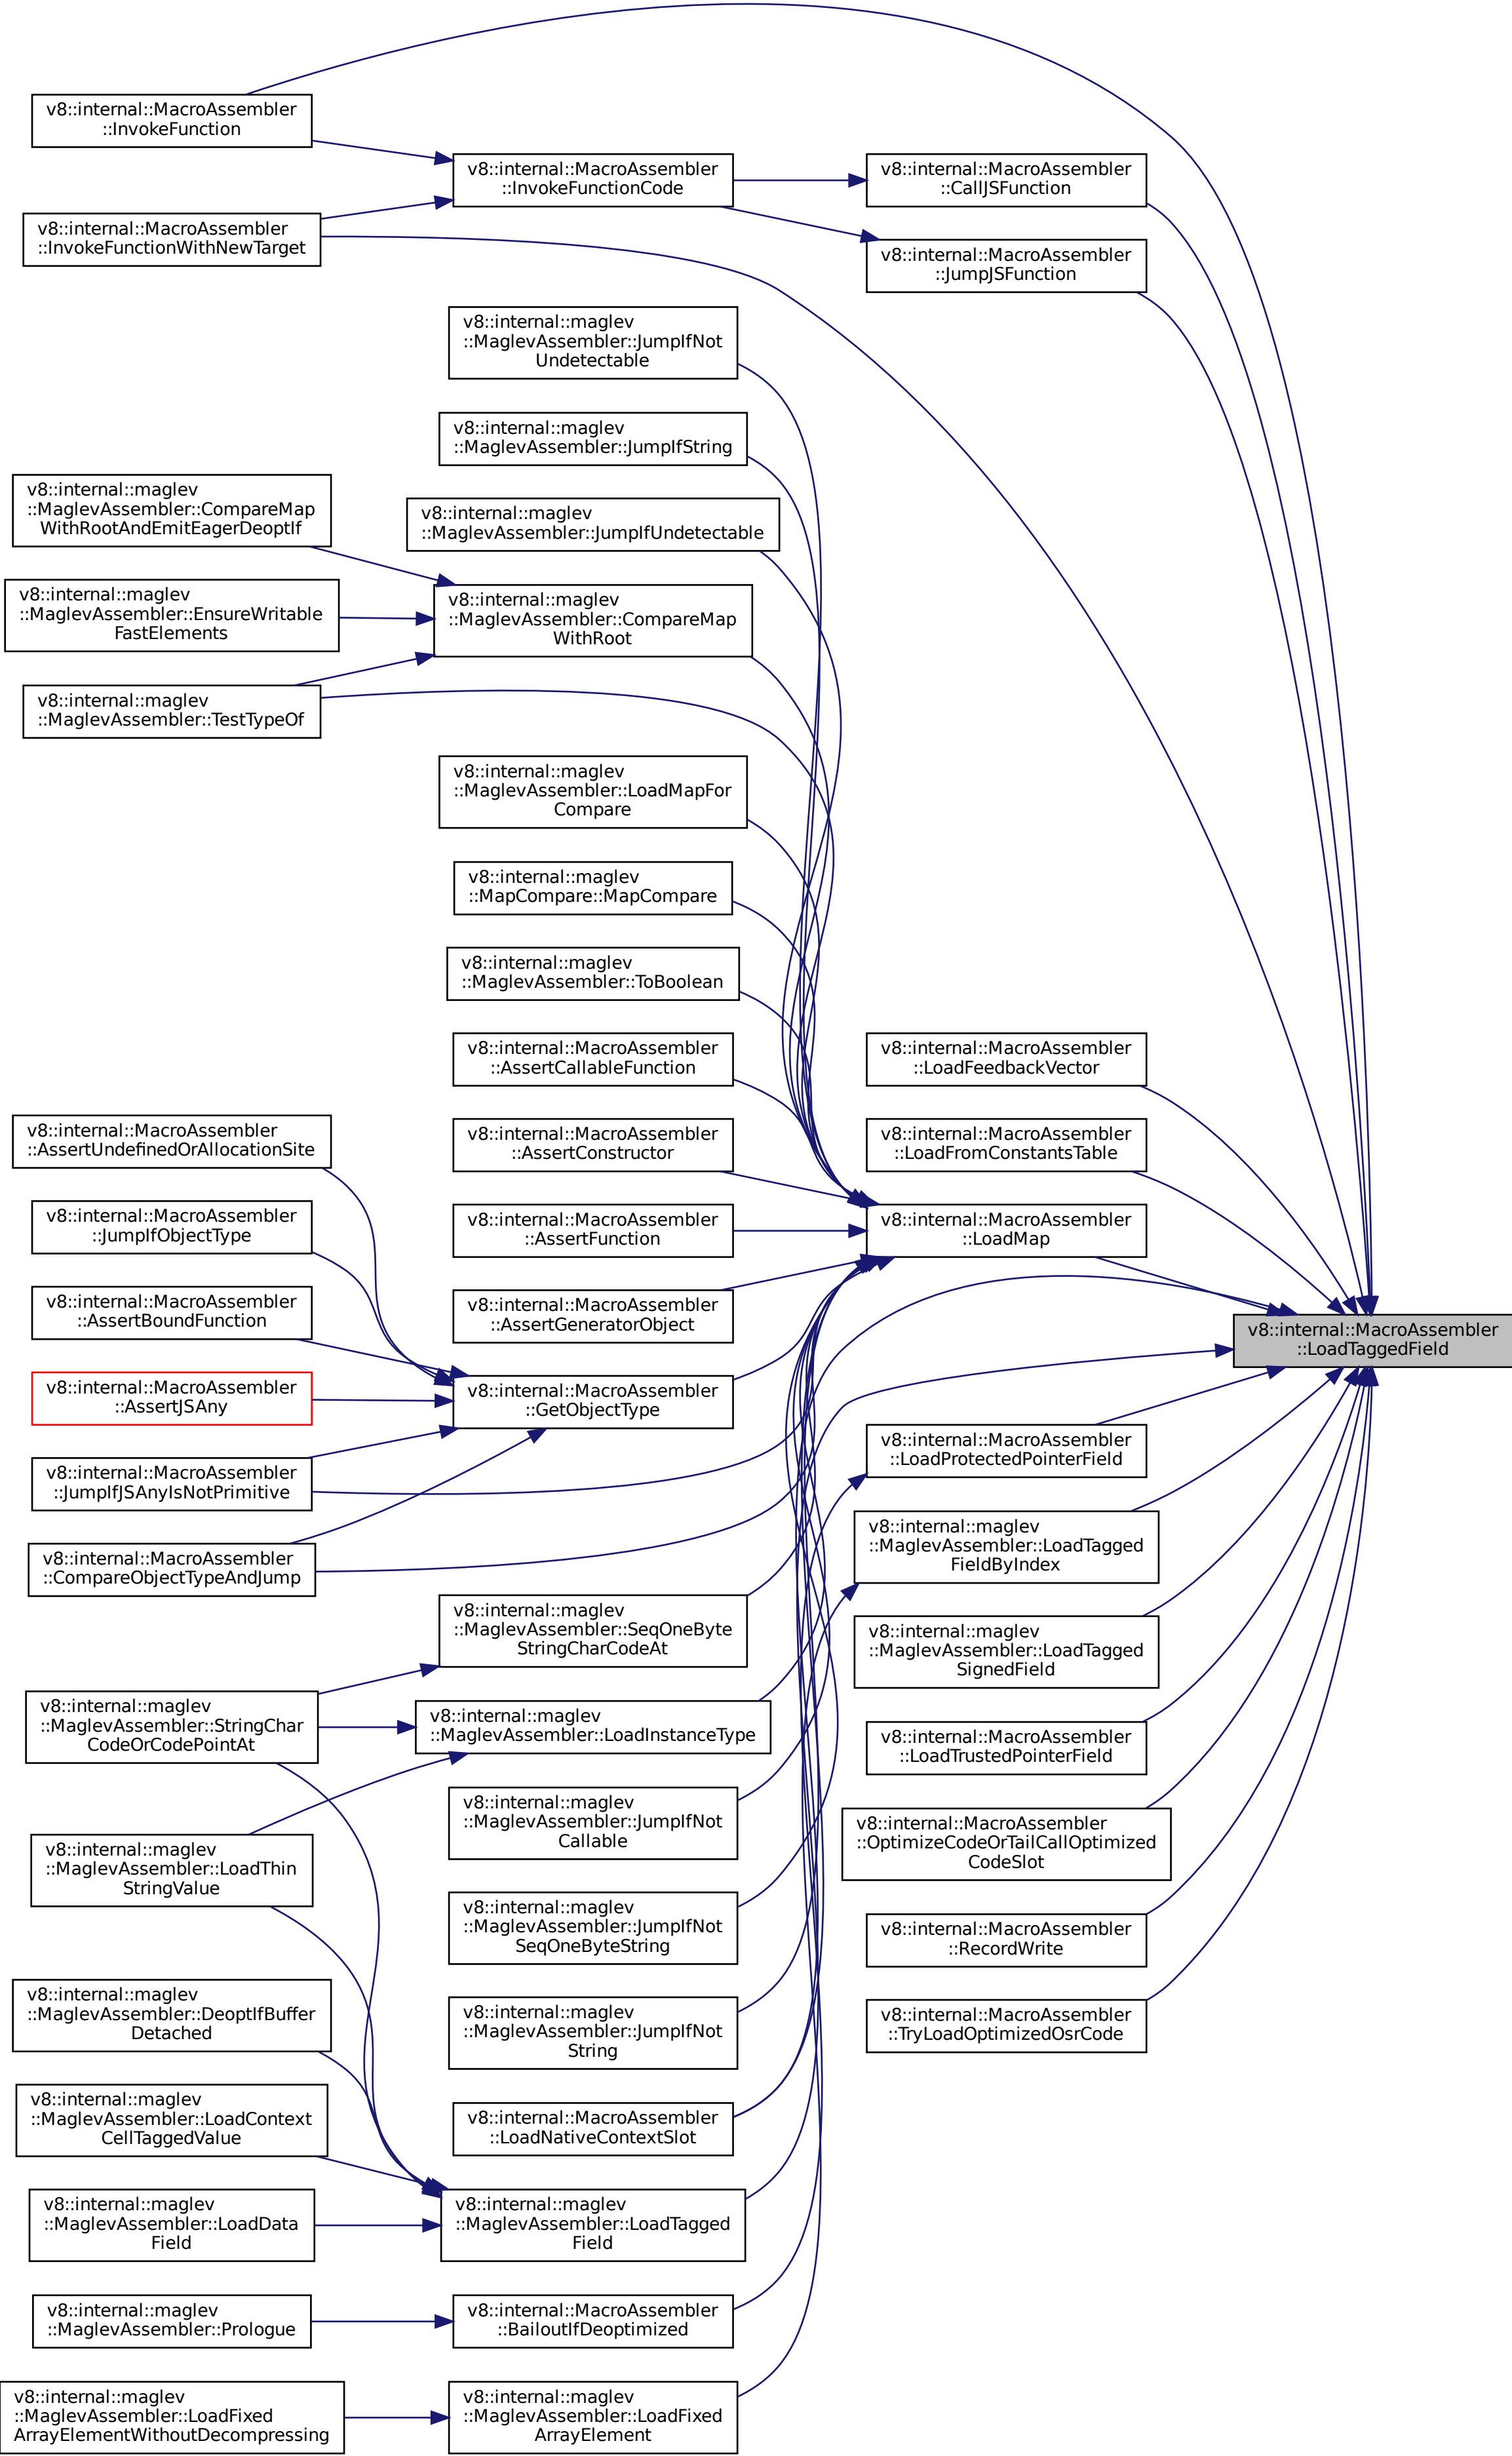 v8::internal::MacroAssembler
::InvokeFunction
v8::internal::MacroAssembler
::InvokeFunctionCode
v8::internal::MacroAssembler
::CallJSFunction
v8::internal::MacroAssembler
::InvokeFunctionWithNewTarget
v8::internal::MacroAssembler
::JumpJSFunction
v8::internal::maglev
::MaglevAssembler::JumpIfNot
Undetectable
v8::internal::maglev
::MaglevAssembler::JumpIfString
v8::internal::maglev
::MaglevAssembler::CompareMap
WithRootAndEmitEagerDeoptIf
v8::internal::maglev
::MaglevAssembler::JumpIfUndetectable
v8::internal::maglev
::MaglevAssembler::EnsureWritable
FastElements
v8::internal::maglev
::MaglevAssembler::CompareMap
WithRoot
v8::internal::maglev
::MaglevAssembler::TestTypeOf
v8::internal::maglev
::MaglevAssembler::LoadMapFor
Compare
v8::internal::maglev
::MapCompare::MapCompare
v8::internal::maglev
::MaglevAssembler::ToBoolean
v8::internal::MacroAssembler
::AssertCallableFunction
v8::internal::MacroAssembler
::LoadFeedbackVector
v8::internal::MacroAssembler
::AssertUndefinedOrAllocationSite
v8::internal::MacroAssembler
::AssertConstructor
v8::internal::MacroAssembler
::LoadFromConstantsTable
v8::internal::MacroAssembler
::JumpIfObjectType
v8::internal::MacroAssembler
::AssertFunction
v8::internal::MacroAssembler
::LoadMap
v8::internal::MacroAssembler
::AssertBoundFunction
v8::internal::MacroAssembler
::AssertGeneratorObject
v8::internal::MacroAssembler
::LoadTaggedField
v8::internal::MacroAssembler
::AssertJSAny
v8::internal::MacroAssembler
::GetObjectType
v8::internal::MacroAssembler
::LoadProtectedPointerField
v8::internal::MacroAssembler
::JumpIfJSAnyIsNotPrimitive
v8::internal::maglev
::MaglevAssembler::LoadTagged
FieldByIndex
v8::internal::MacroAssembler
::CompareObjectTypeAndJump
v8::internal::maglev
::MaglevAssembler::SeqOneByte
StringCharCodeAt
v8::internal::maglev
::MaglevAssembler::LoadTagged
SignedField
v8::internal::maglev
::MaglevAssembler::StringChar
CodeOrCodePointAt
v8::internal::maglev
::MaglevAssembler::LoadInstanceType
v8::internal::MacroAssembler
::LoadTrustedPointerField
v8::internal::maglev
::MaglevAssembler::JumpIfNot
Callable
v8::internal::MacroAssembler
::OptimizeCodeOrTailCallOptimized
CodeSlot
v8::internal::maglev
::MaglevAssembler::LoadThin
StringValue
v8::internal::maglev
::MaglevAssembler::JumpIfNot
SeqOneByteString
v8::internal::MacroAssembler
::RecordWrite
v8::internal::maglev
::MaglevAssembler::DeoptIfBuffer
Detached
v8::internal::maglev
::MaglevAssembler::JumpIfNot
String
v8::internal::MacroAssembler
::TryLoadOptimizedOsrCode
v8::internal::maglev
::MaglevAssembler::LoadContext
CellTaggedValue
v8::internal::MacroAssembler
::LoadNativeContextSlot
v8::internal::maglev
::MaglevAssembler::LoadData
Field
v8::internal::maglev
::MaglevAssembler::LoadTagged
Field
v8::internal::maglev
::MaglevAssembler::Prologue
v8::internal::MacroAssembler
::BailoutIfDeoptimized
v8::internal::maglev
::MaglevAssembler::LoadFixed
ArrayElementWithoutDecompressing
v8::internal::maglev
::MaglevAssembler::LoadFixed
ArrayElement